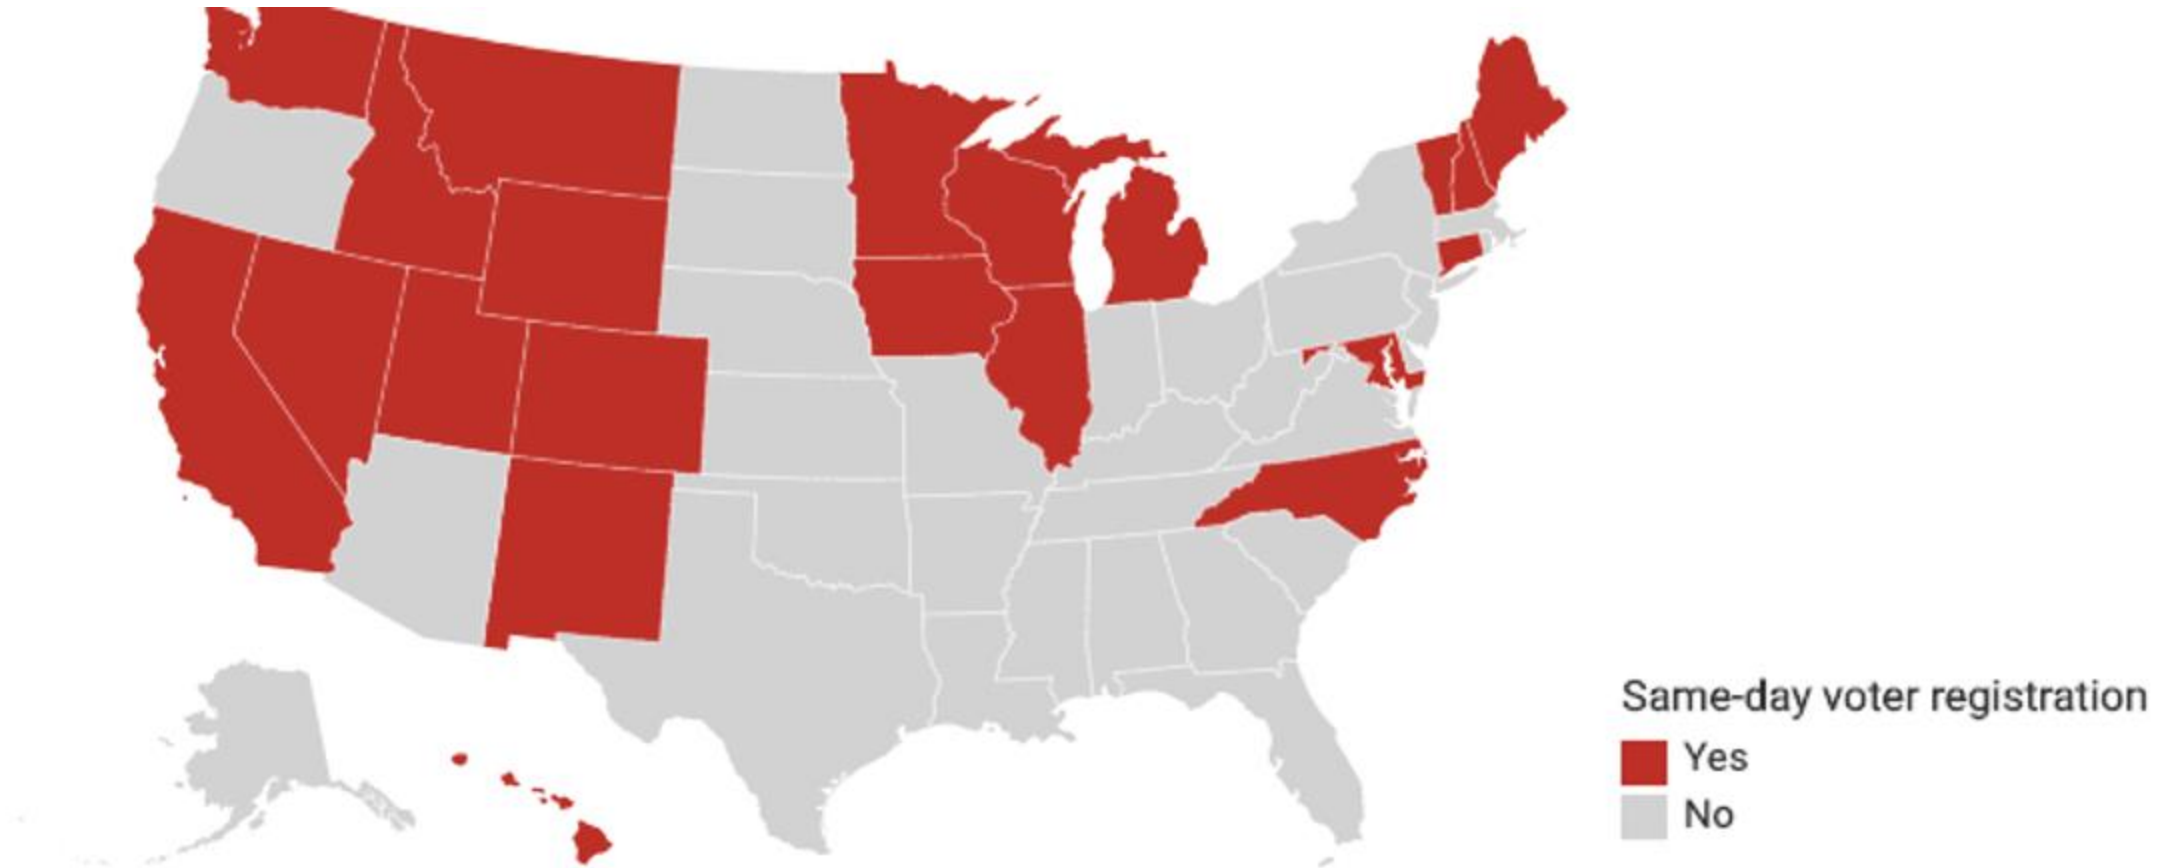 Same-day voter registration
Yes
No